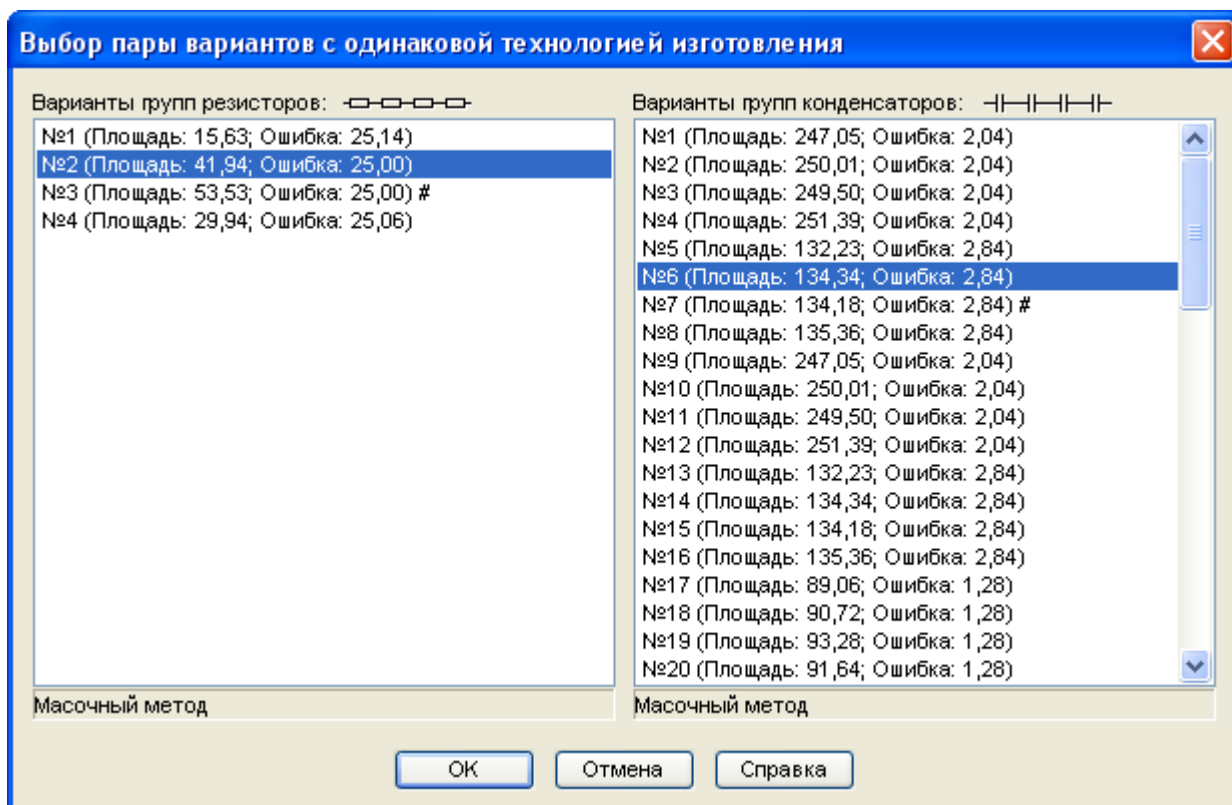 Выбор пары вариантов с одинаковой технологией изготовления
Варианты групп резисторов:
№1 (Площадь: 15,63; Ошибка: 25,14)
№2 (Площадь: 41,94; Ошибка: 25,00)
№3 (Площадь: 53,53; Ошибка: 25,00) #
№4 (Площадь: 29,94; Ошибка: 25,06)
Масочный метод
Варианты групп конденсаторов:
№1 (Площадь: 247,05; Ошибка: 2,04)
№2 (Площадь: 250,01; Ошибка: 2,04)
№3 (Площадь: 249,50; Ошибка: 2,04)
№4 (Площадь: 251,39; Ошибка: 2,04)
№5 (Площадь: 132,23; Ошибка: 2,84)
№6 (Площадь: 134,34; Ошибка: 2,84)
№7 (Площадь: 134,18; Ошибка: 2,84) #
№8 (Площадь: 135,36; Ошибка: 2,84)
№9 (Площадь: 247,05; Ошибка: 2,04)
№10 (Площадь: 250,01; Ошибка: 2,04)
№11 (Площадь: 249,50; Ошибка: 2,04)
№12 (Площадь: 251,39; Ошибка: 2,04)
№13 (Площадь: 132,23; Ошибка: 2,84)
№14 (Площадь: 134,34; Ошибка: 2,84)
№15 (Площадь: 134,18; Ошибка: 2,84)
№16 (Площадь: 135,36; Ошибка: 2,84)
№17 (Площадь: 89,06; Ошибка: 1,28)
№18 (Площадь: 90,72; Ошибка: 1,28)
№19 (Площадь: 93,28; Ошибка: 1,28)
№20 (Площадь: 91,64; Ошибка: 1,28)
Масочный метод
ОК
Отмена
Справка